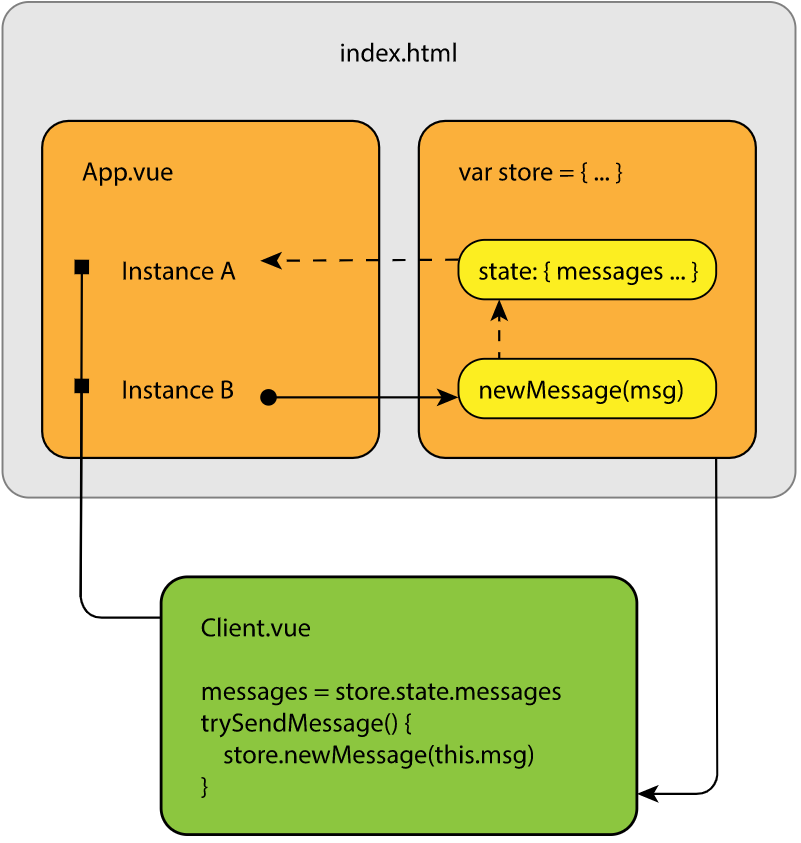 index.html
App.vue
Instance A
Instance B
var store = { ... }
state: { messages ... }
newMessage(msg)
Client.vue
messages = store.state.messages
trySendMessage() {
store.newMessage(this.msg)
}